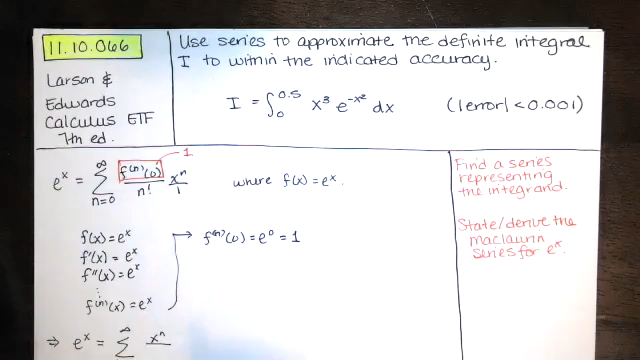 11.10.066
Larson &
Edwards
Calculus ETF
7th ed.
Use series to approximate the definite integral
I to within the indicated accuracy.
I = ∫₀^0.5 x³ e^(-x²) dx (|error| < 0.001)
1
e^x = ∑_{n=0}^∞ f^(n)(0)/n! x^n/1 where f(x) = e^x.
f(x) = e^x
f'(x) = e^x
f''(x) = e^x
⋮
f^(n)(x) = e^x
→ f^(n)(0) = e^0 = 1
⇒ e^x = ∑^∞ x^n
Find a series
representing
the integrand.
State/derive the
maclaurin
series for e^x.